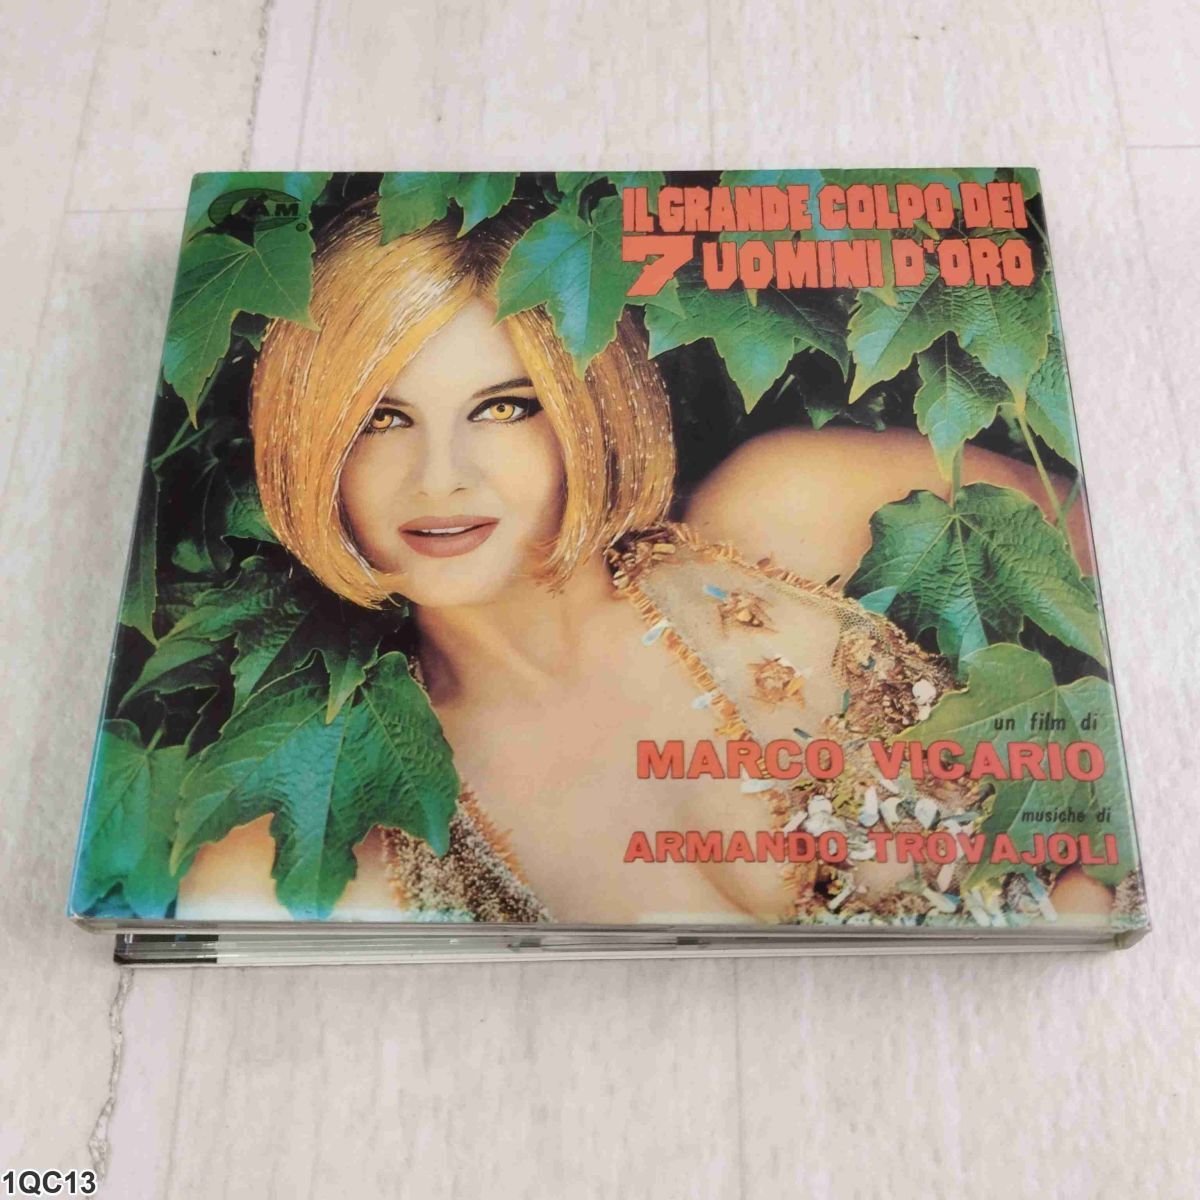 CAM
IL GRANDE COLPO DEI
7 UOMINI D'ORO
un film di
MARCO VICARIO
musiche di
ARMANDO TROVAJOLI
1QC13